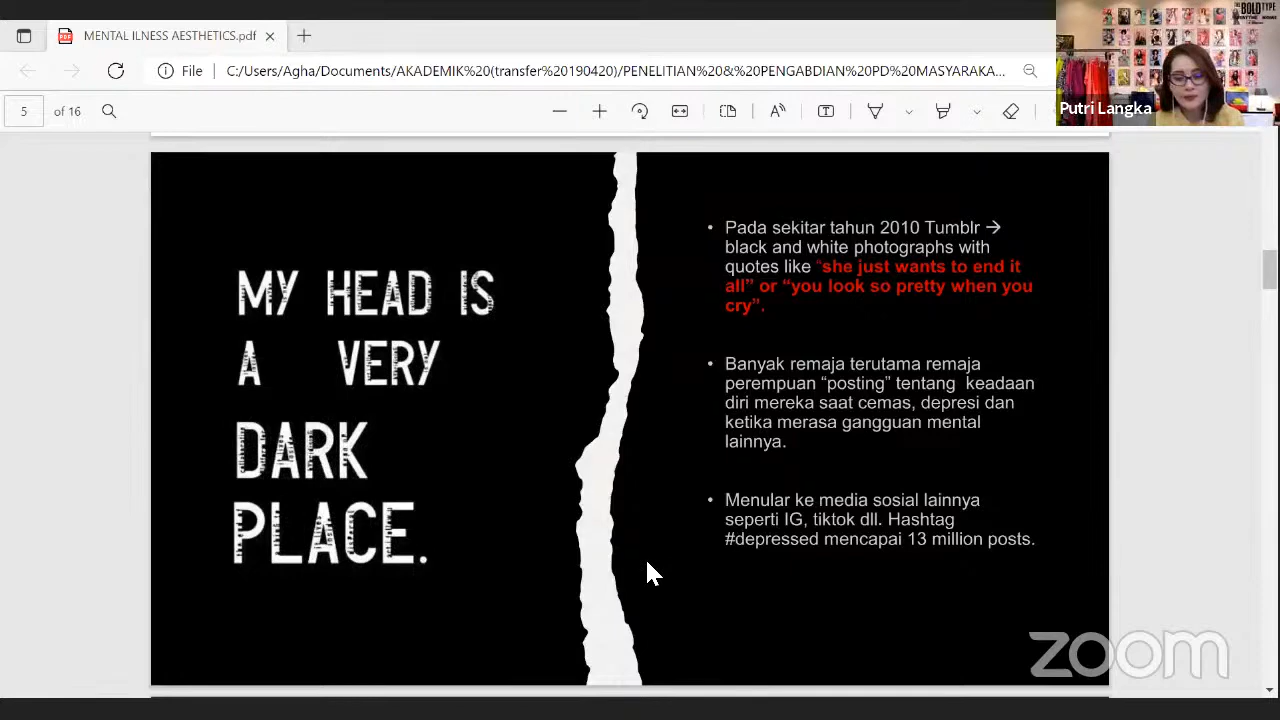 MENTAL ILNESS AESTHETICS.pdf
File
C:/Users/Agha/Documents/AKADEMIK%20(transfer%20190420)/PENELITIAN%20&%20PENGABDIAN%20PD%20MASYARAKA...
5 of 16
THE BOLD TYPE
Putri Langka
MY HEAD IS
A VERY
DARK
PLACE.
• Pada sekitar tahun 2010 Tumblr →
black and white photographs with
quotes like “she just wants to end it
all” or “you look so pretty when you
cry”.
• Banyak remaja terutama remaja
perempuan “posting” tentang keadaan
diri mereka saat cemas, depresi dan
ketika merasa gangguan mental
lainnya.
• Menular ke media sosial lainnya
seperti IG, tiktok dll. Hashtag
#depressed mencapai 13 million posts.
zoom